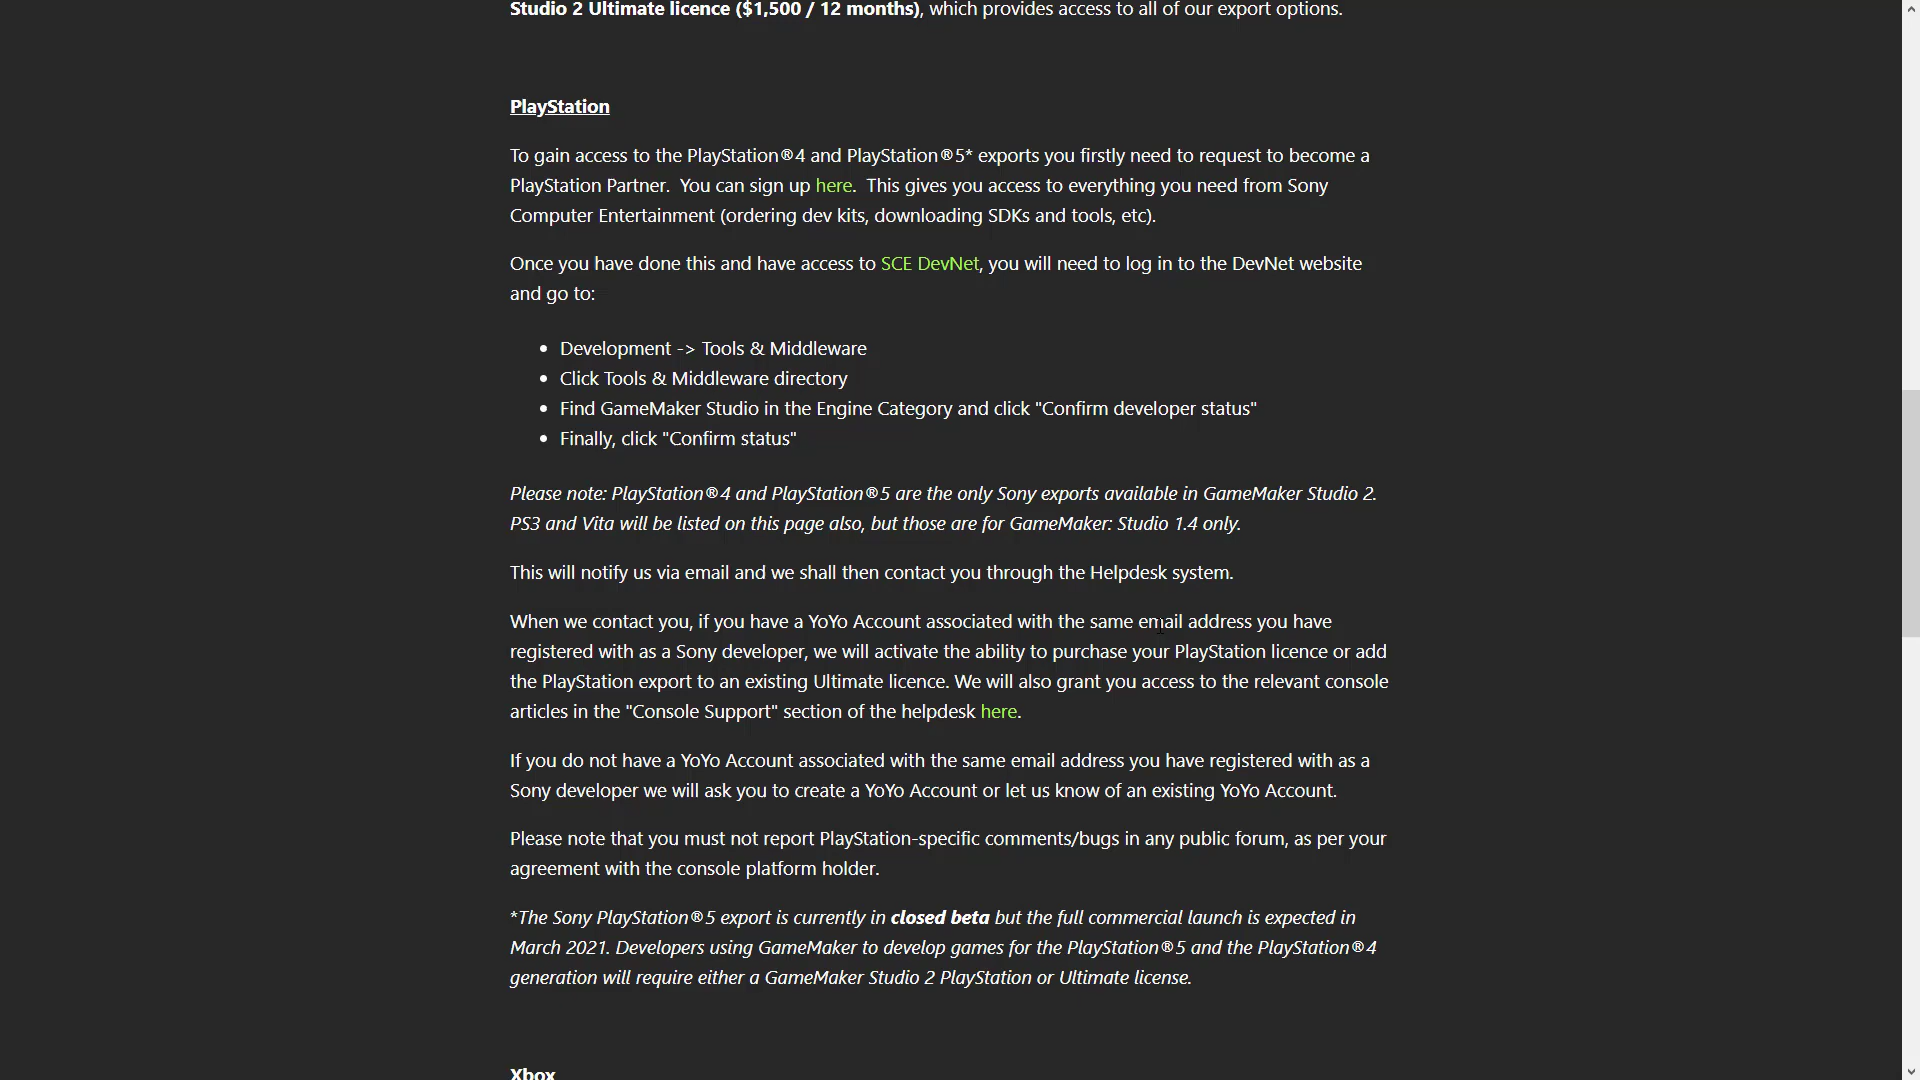 Studio 2 Ultimate licence ($1,500 / 12 months), which provides access to all of our export options.
PlayStation
To gain access to the PlayStation®4 and PlayStation®5* exports you firstly need to request to become a
PlayStation Partner.  You can sign up here.  This gives you access to everything you need from Sony
Computer Entertainment (ordering dev kits, downloading SDKs and tools, etc).
Once you have done this and have access to SCE DevNet, you will need to log in to the DevNet website
and go to:
• Development -> Tools & Middleware
• Click Tools & Middleware directory
• Find GameMaker Studio in the Engine Category and click "Confirm developer status"
• Finally, click "Confirm status"
Please note: PlayStation®4 and PlayStation®5 are the only Sony exports available in GameMaker Studio 2.
PS3 and Vita will be listed on this page also, but those are for GameMaker: Studio 1.4 only.
This will notify us via email and we shall then contact you through the Helpdesk system.
When we contact you, if you have a YoYo Account associated with the same email address you have
registered with as a Sony developer, we will activate the ability to purchase your PlayStation licence or add
the PlayStation export to an existing Ultimate licence. We will also grant you access to the relevant console
articles in the "Console Support" section of the helpdesk here.
If you do not have a YoYo Account associated with the same email address you have registered with as a
Sony developer we will ask you to create a YoYo Account or let us know of an existing YoYo Account.
Please note that you must not report PlayStation-specific comments/bugs in any public forum, as per your
agreement with the console platform holder.
*The Sony PlayStation®5 export is currently in closed beta but the full commercial launch is expected in
March 2021. Developers using GameMaker to develop games for the PlayStation®5 and the PlayStation®4
generation will require either a GameMaker Studio 2 PlayStation or Ultimate license.
Xbox